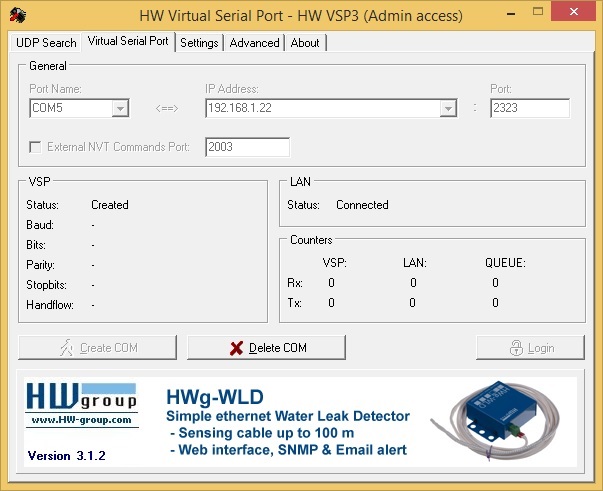 HW Virtual Serial Port - HW VSP3 (Admin access)
UDP Search Virtual Serial Port Settings Advanced About
General
Port Name: IP Address: Port:
COM5 <==> 192.168.1.22 : 2323
External NVT Commands Port: 2003
VSP
Status: Created
Baud: -
Bits: -
Parity: -
Stopbits: -
Handflow: -
LAN
Status: Connected
Counters
VSP: LAN: QUEUE:
Rx: 0 0 0
Tx: 0 0 0
Create COM Delete COM Login
HW group
www.HW-group.com
Version 3.1.2
HWg-WLD
Simple ethernet Water Leak Detector
- Sensing cable up to 100 m
- Web interface, SNMP & Email alert